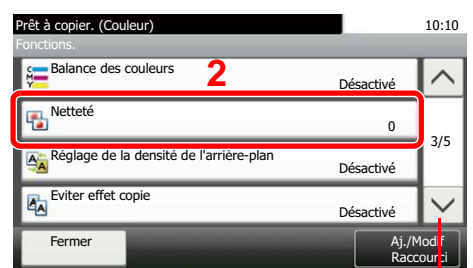 Prêt à copier. (Couleur) 10:10
Fonctions.
Balance des couleurs
2
Désactivé
Netteté
0
3/5
Réglage de la densité de l'arrière-plan
Désactivé
Eviter effet copie
Désactivé
Fermer
Aj./Modif
Raccourci